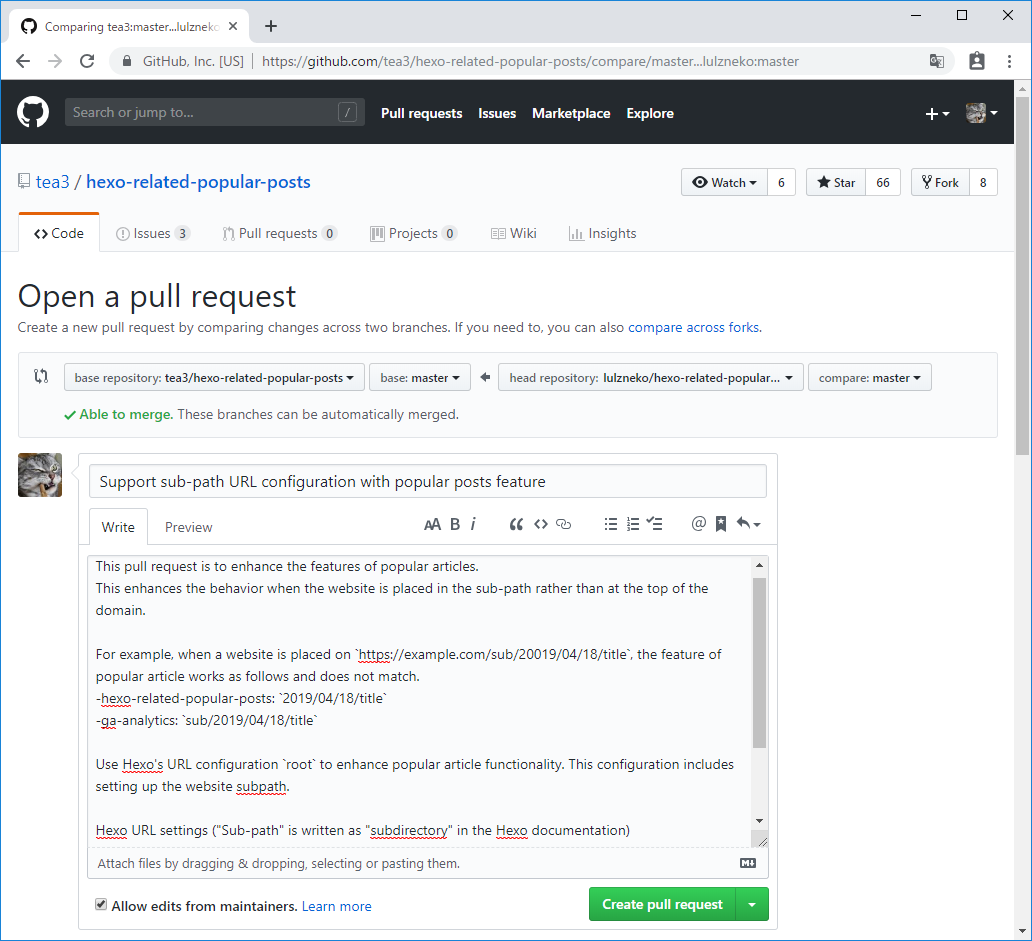 Comparing tea3:master...lulzneko
GitHub, Inc. [US] https://github.com/tea3/hexo-related-popular-posts/compare/master...lulzneko:master
Search or jump to... / Pull requests Issues Marketplace Explore
tea3 / hexo-related-popular-posts Watch 6 Star 66 Fork 8
Code Issues 3 Pull requests 0 Projects 0 Wiki Insights
Open a pull request
Create a new pull request by comparing changes across two branches. If you need to, you can also compare across forks.
base repository: tea3/hexo-related-popular-posts base: master head repository: lulzneko/hexo-related-popular... compare: master
Able to merge. These branches can be automatically merged.
Support sub-path URL configuration with popular posts feature
Write Preview AA B i
This pull request is to enhance the features of popular articles.
This enhances the behavior when the website is placed in the sub-path rather than at the top of the
domain.
For example, when a website is placed on `https://example.com/sub/20019/04/18/title`, the feature of
popular article works as follows and does not match.
-hexo-related-popular-posts: `2019/04/18/title`
-ga-analytics: `sub/2019/04/18/title`
Use Hexo's URL configuration `root` to enhance popular article functionality. This configuration includes
setting up the website subpath.
Hexo URL settings ("Sub-path" is written as "subdirectory" in the Hexo documentation)
Attach files by dragging & dropping, selecting or pasting them.
Allow edits from maintainers. Learn more Create pull request